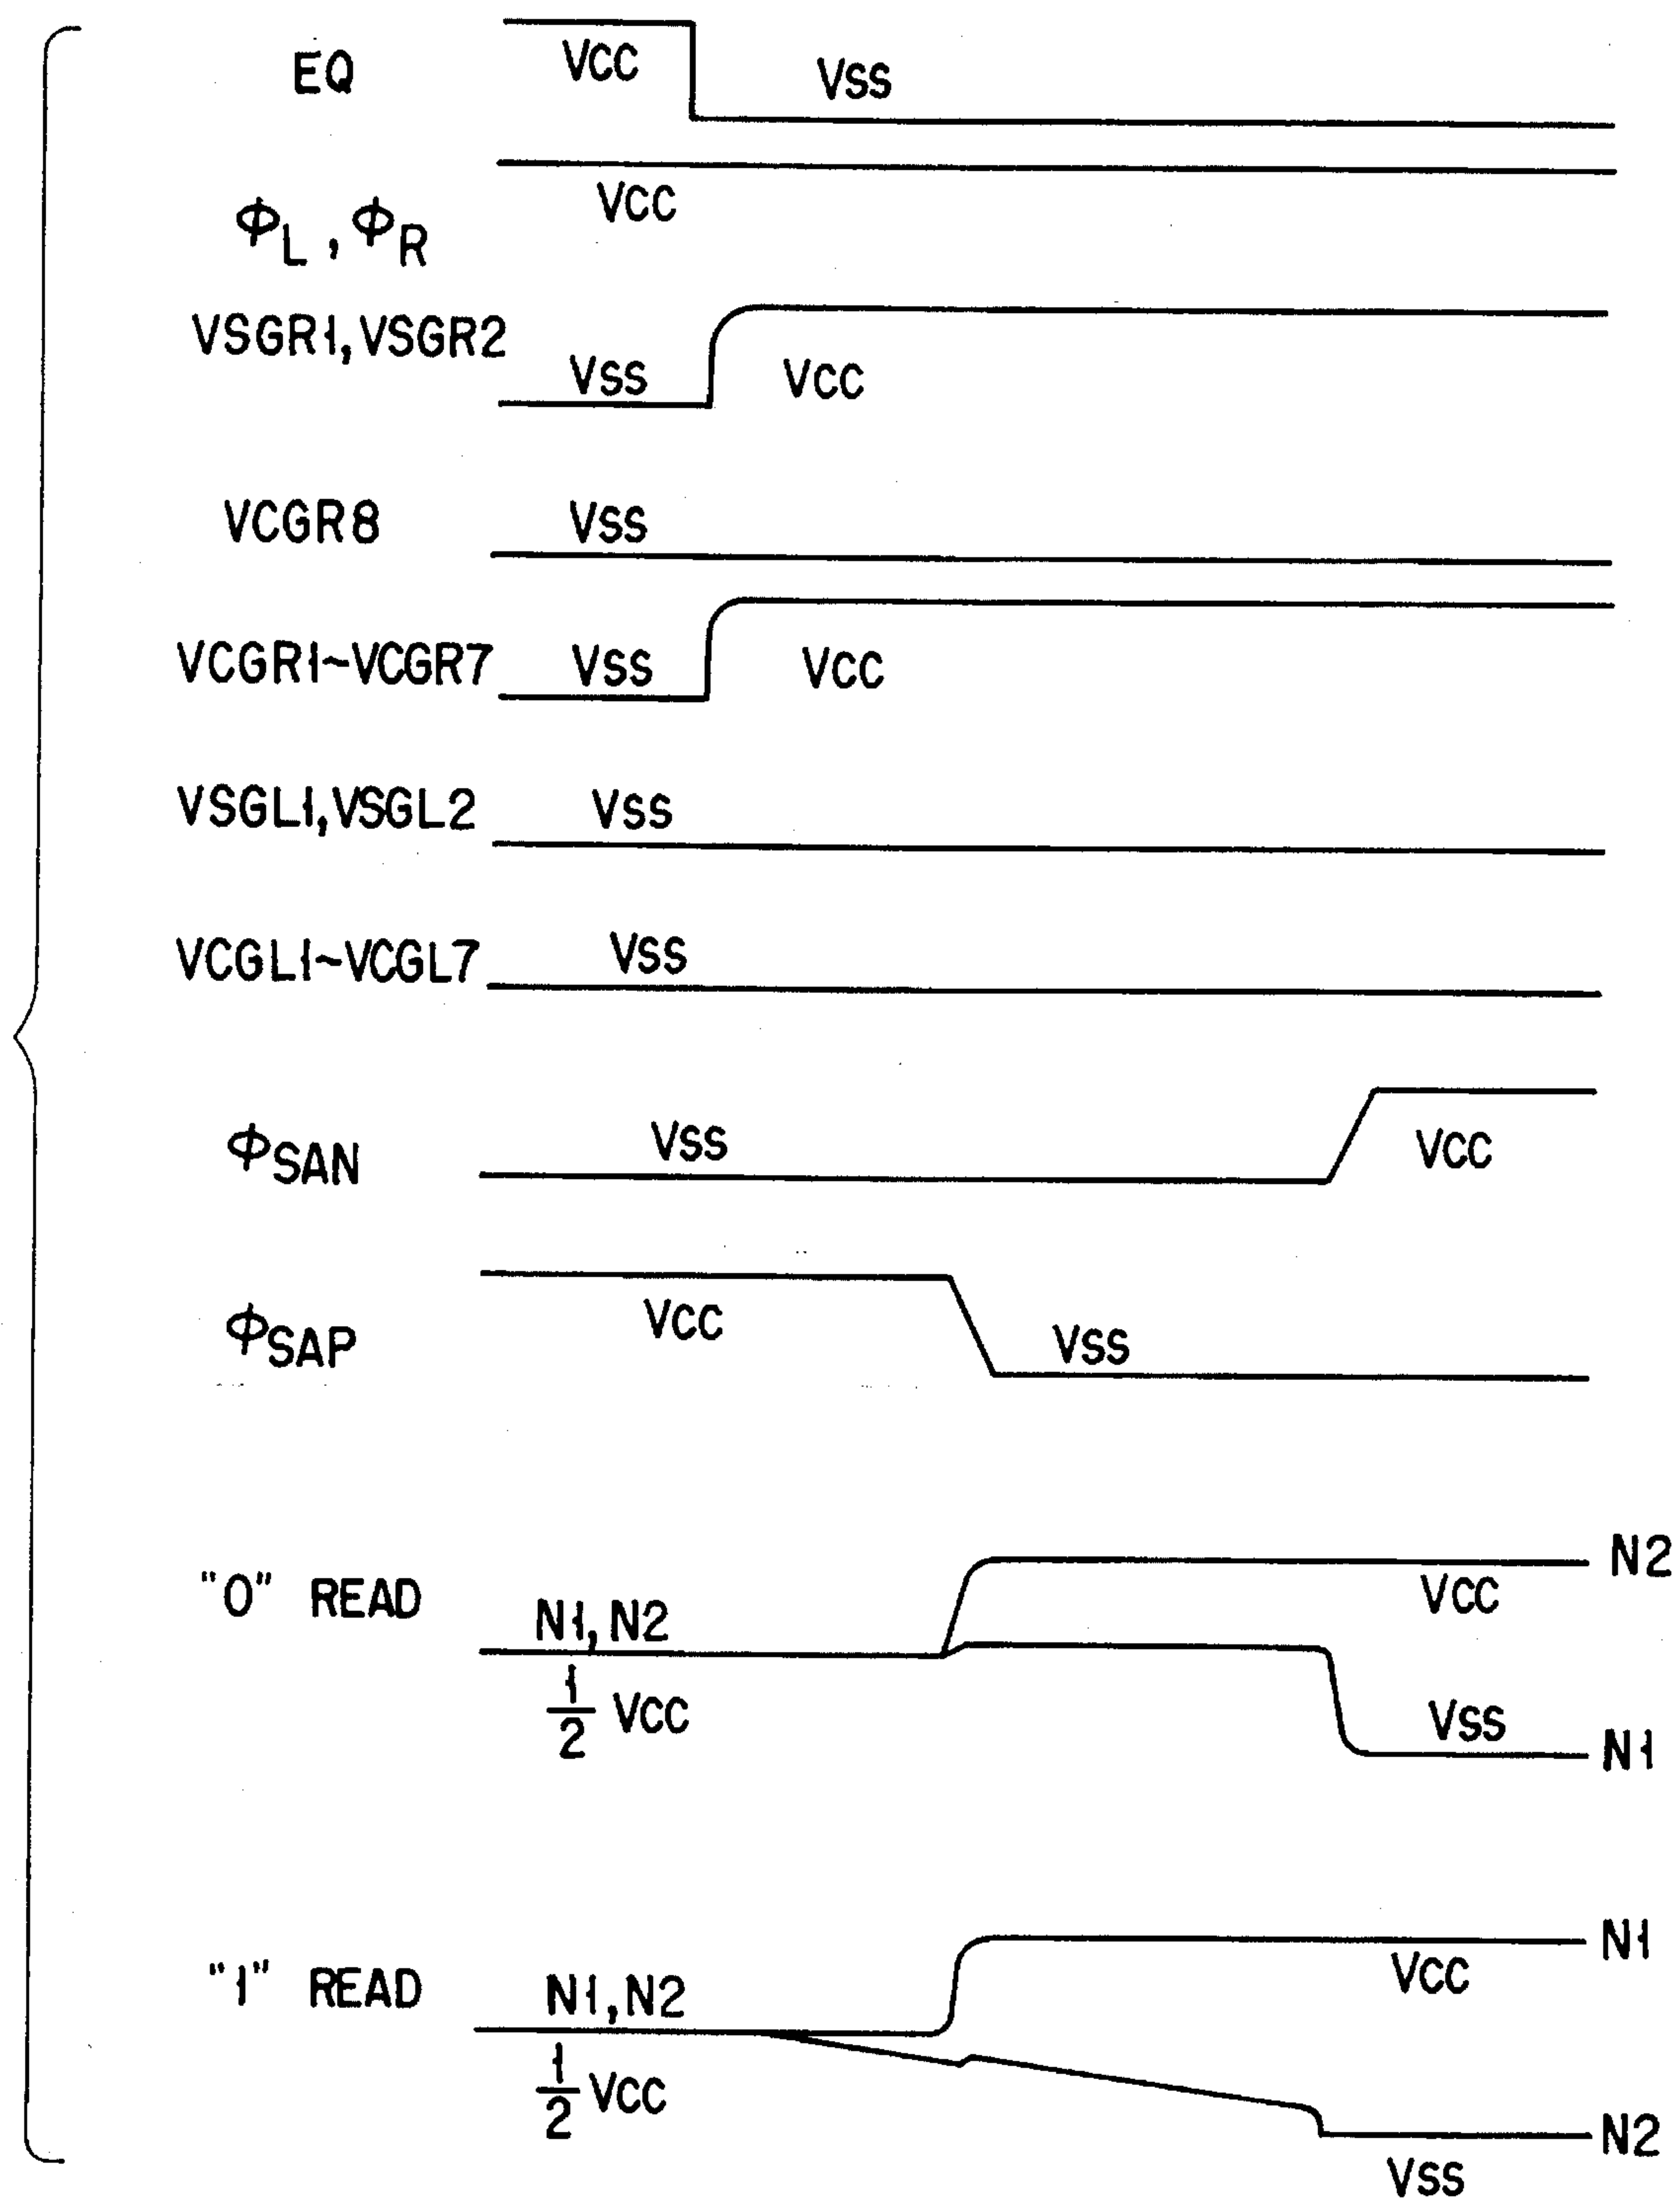 EQ VCC VSS
ΦL, ΦR VCC
VSGR1, VSGR2 VSS VCC
VCGR8 VSS
VCGR1~VCGR7 VSS VCC
VSGL1, VSGL2 VSS
VCGL1~VCGL7 VSS
ΦSAN VSS VCC
ΦSAP VCC VSS
"0" READ N1, N2 1/2 VCC VCC N2 VSS N1
"1" READ N1, N2 1/2 VCC VCC N1 VSS N2